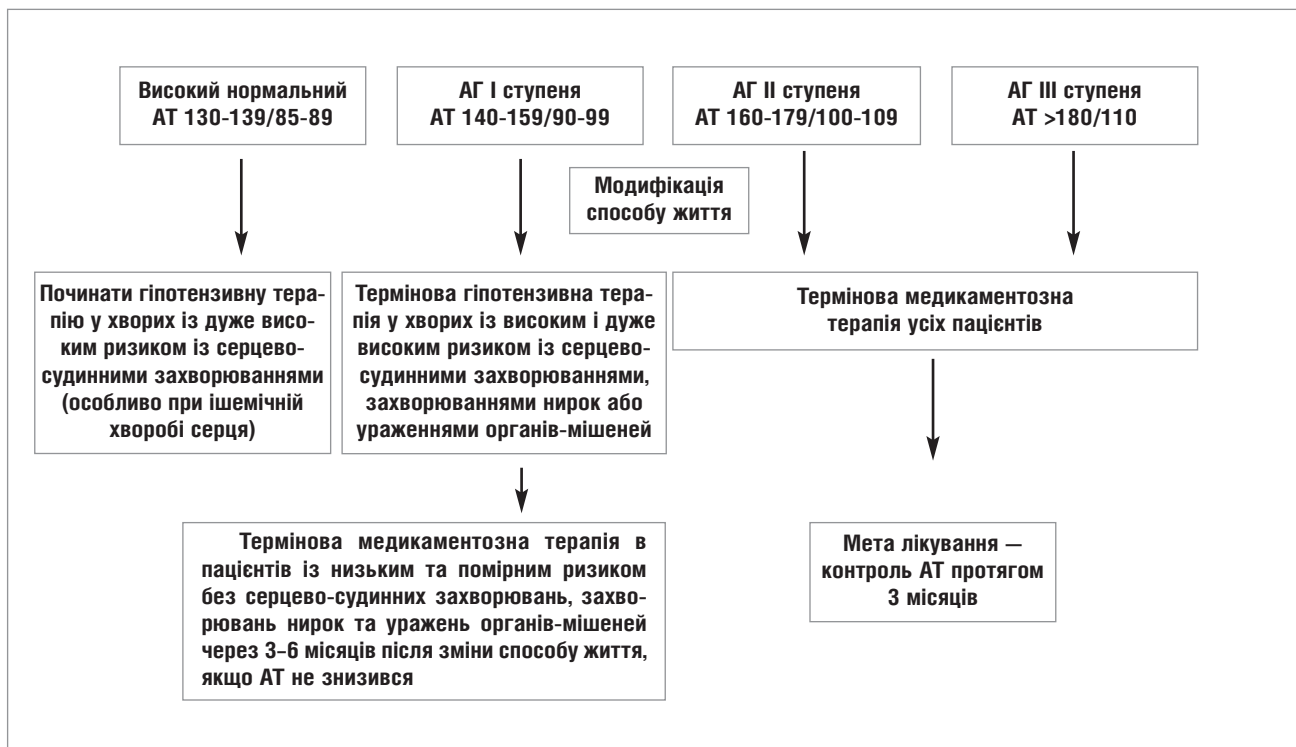 Високий нормальний
АТ 130-139/85-89
АГ I ступеня
АТ 140-159/90-99
АГ II ступеня
АТ 160-179/100-109
АГ III ступеня
АТ >180/110
Модифікація
способу життя
Починати гіпотензивну тера-
пію у хворих із дуже висо-
ким ризиком із серцево-
судинними захворюваннями
(особливо при ішемічній
хворобі серця)
Термінова гіпотензивна тера-
пія у хворих із високим і дуже
високим ризиком із серцево-
судинними захворюваннями,
захворюваннями нирок або
ураженнями органів-мішеней
Термінова медикаментозна
терапія усіх пацієнтів
Термінова медикаментозна терапія в
пацієнтів із низьким та помірним ризиком
без серцево-судинних захворювань, захво-
рювань нирок та уражень органів-мішеней
через 3–6 місяців після зміни способу життя,
якщо АТ не знизився
Мета лікування —
контроль АТ протягом
3 місяців